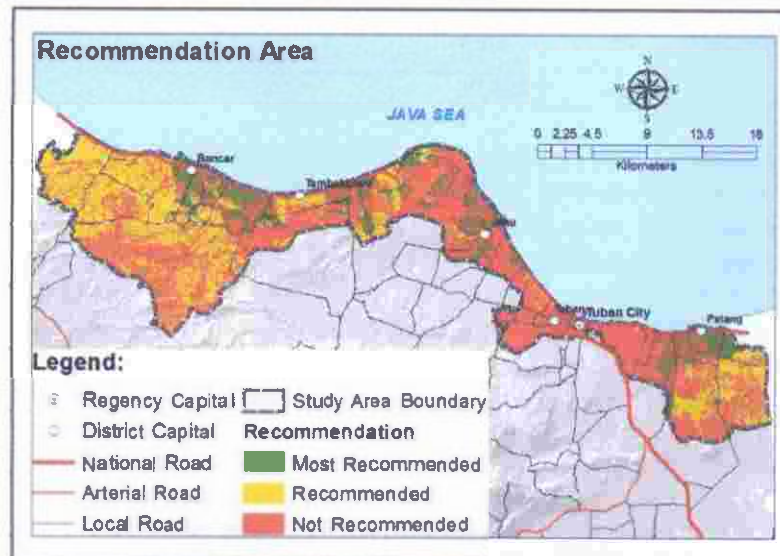 Recommendation Area
N
W E
S
JAVA SEA
0 2.25 4.5 9 13.5 18
Kilometers
Bancar
Tuban City
Palang
Legend:
Regency Capital
District Capital
National Road
Arterial Road
Local Road
Study Area Boundary
Recommendation
Most Recommended
Recommended
Not Recommended